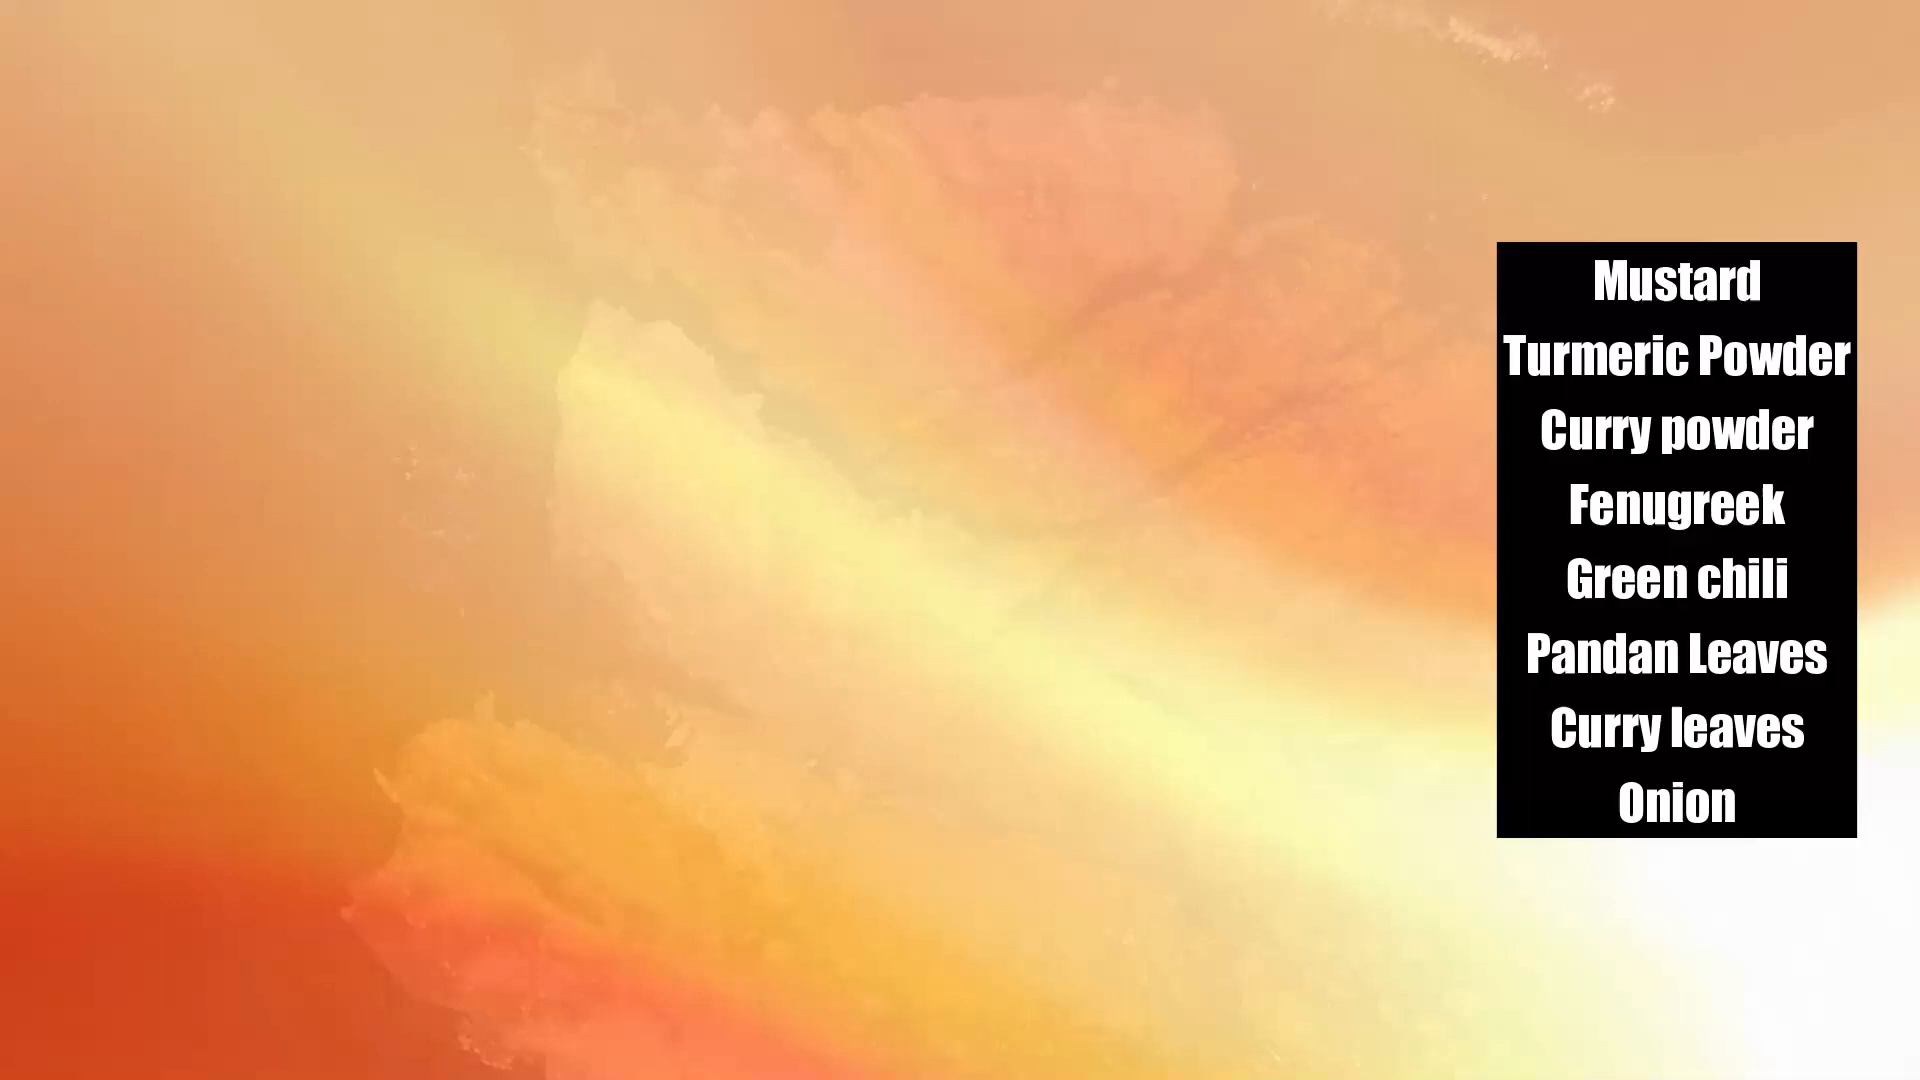 Mustard
Turmeric Powder
Curry powder
Fenugreek
Green chili
Pandan Leaves
Curry leaves
Onion